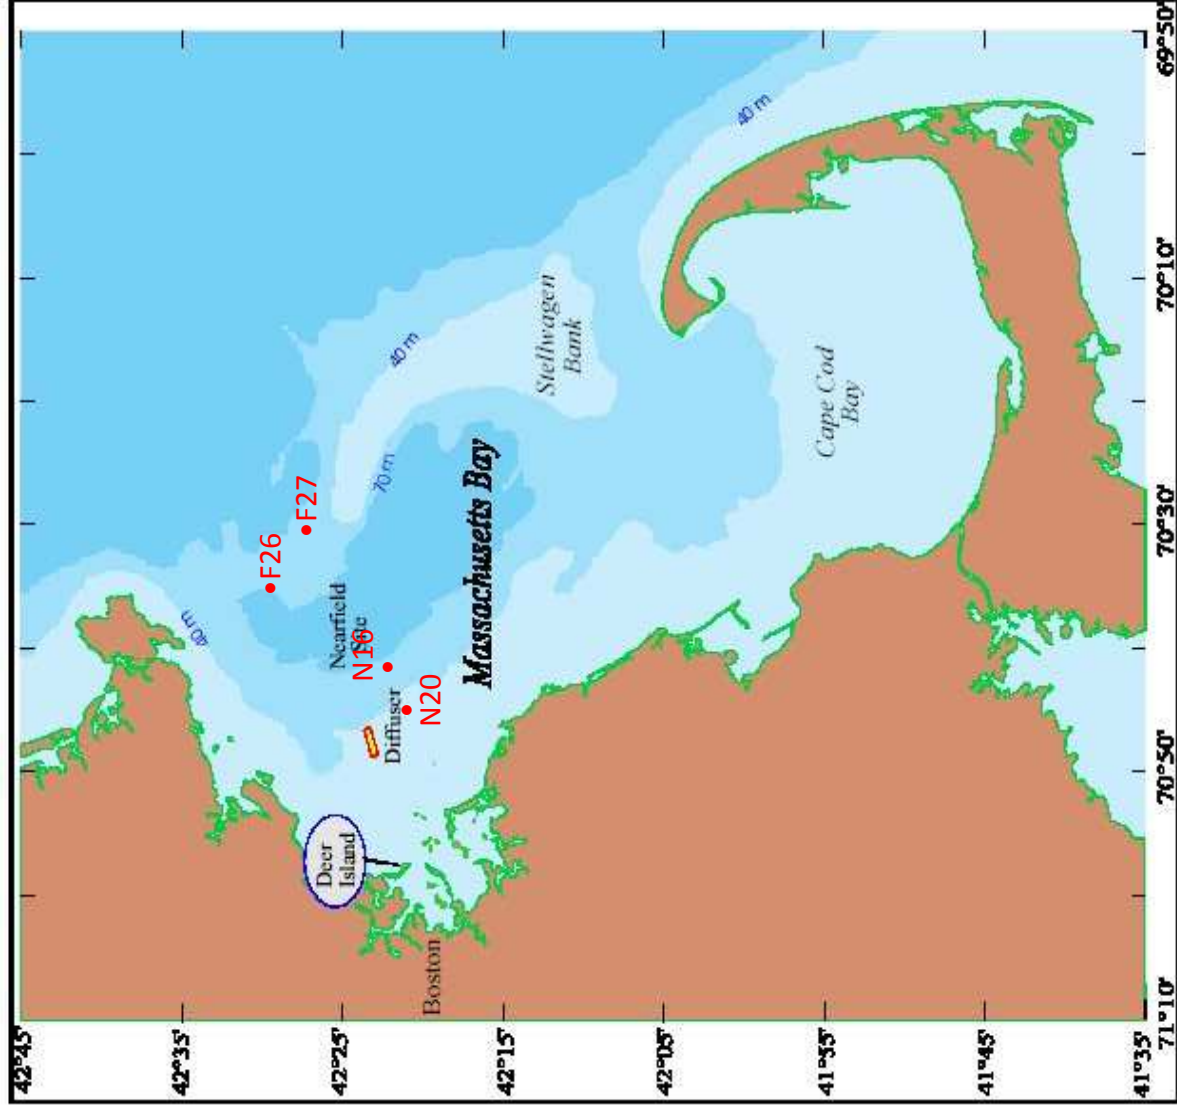 42°45'
42°35'
42°25'
42°15'
42°05'
41°55'
41°45'
41°35'
71°10'
70°50'
70°30'
70°10'
69°50'
40 m
F26
F27
Nearfield
Site
N16
N20
Diffuser
70 m
40 m
Stellwagen
Bank
Massachusetts Bay
40 m
Cape Cod
Bay
Deer
Island
Boston